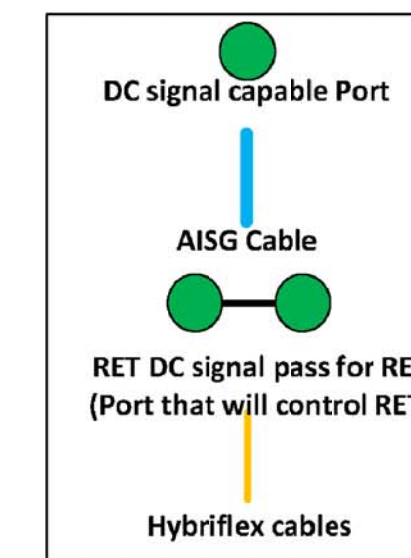 DC signal capable Port
AISG Cable
RET DC signal pass for RE
(Port that will control RET
Hybriflex cables